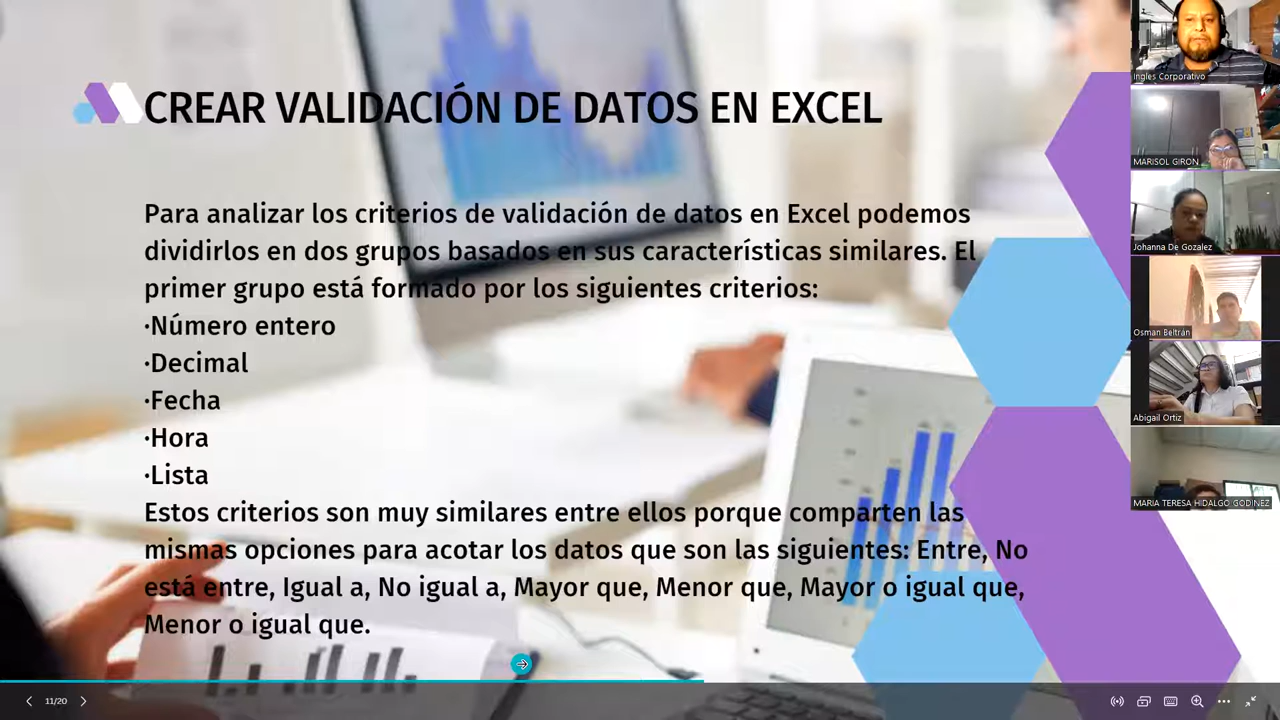 CREAR VALIDACIÓN DE DATOS EN EXCEL
Para analizar los criterios de validación de datos en Excel podemos
dividirlos en dos grupos basados en sus características similares. El
primer grupo está formado por los siguientes criterios:
·Número entero
·Decimal
·Fecha
·Hora
·Lista
Estos criterios son muy similares entre ellos porque comparten las
mismas opciones para acotar los datos que son las siguientes: Entre, No
está entre, Igual a, No igual a, Mayor que, Menor que, Mayor o igual que,
Menor o igual que.
11/20
Ingles Corporativo
MARISOL GIRON
Johanna De Gozalez
Osman Beltrán
Abigail Ortiz
MARIA TERESA HIDALGO GODINEZ